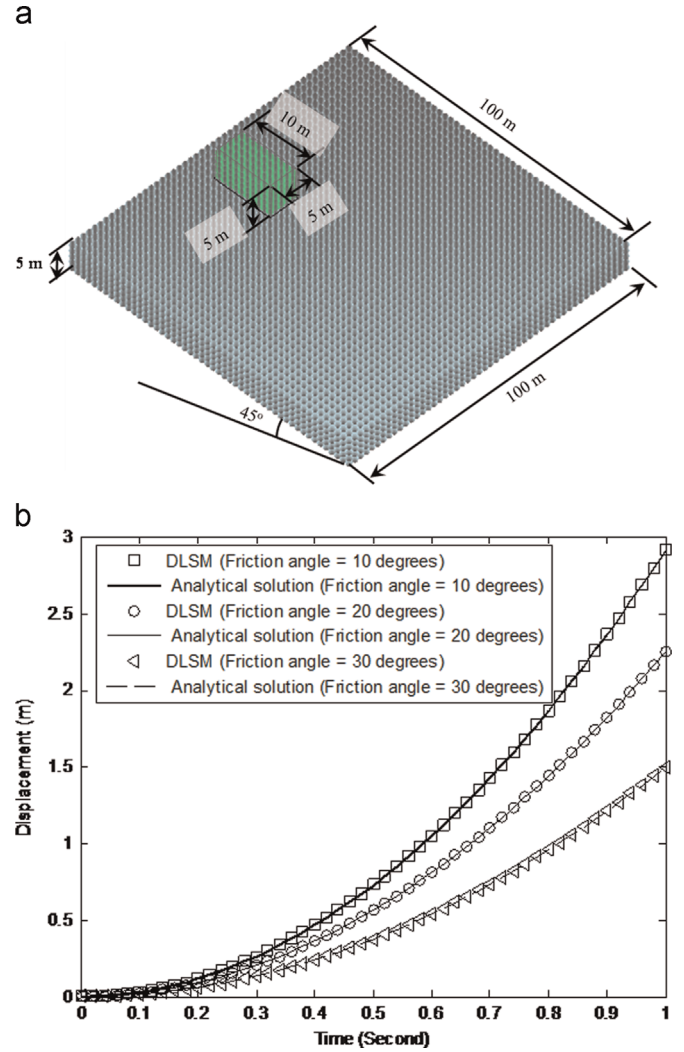 a
100 m
10 m
5 m
5 m
5 m
100 m
45º
b
3
2.5
2
1.5
1
0.5
0
Displacement (m)
DLSM (Friction angle = 10 degrees)
Analytical solution (Friction angle = 10 degrees)
DLSM (Friction angle = 20 degrees)
Analytical solution (Friction angle = 20 degrees)
DLSM (Friction angle = 30 degrees)
Analytical solution (Friction angle = 30 degrees)
0 0.1 0.2 0.3 0.4 0.5 0.6 0.7 0.8 0.9 1
Time (Second)